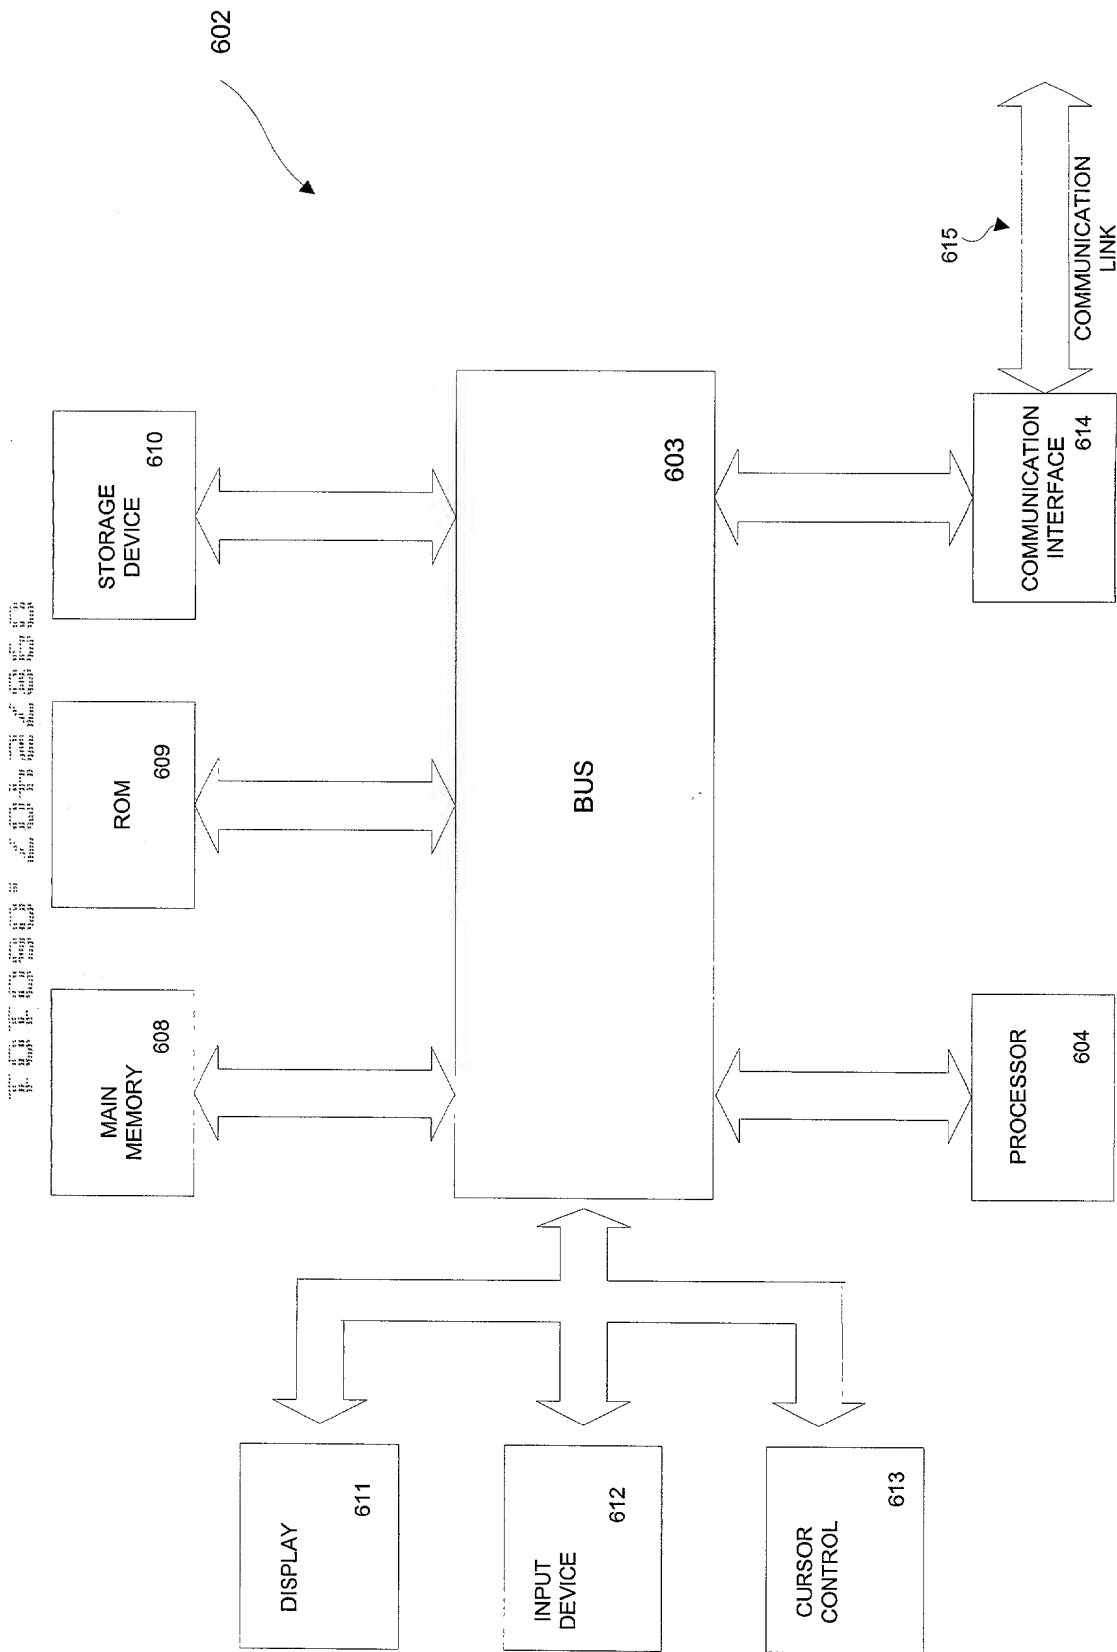 602
MAIN
MEMORY
608
ROM
609
STORAGE
DEVICE
610
DISPLAY
611
INPUT
DEVICE
612
CURSOR
CONTROL
613
BUS
603
PROCESSOR
604
COMMUNICATION
INTERFACE
614
615
COMMUNICATION
LINK